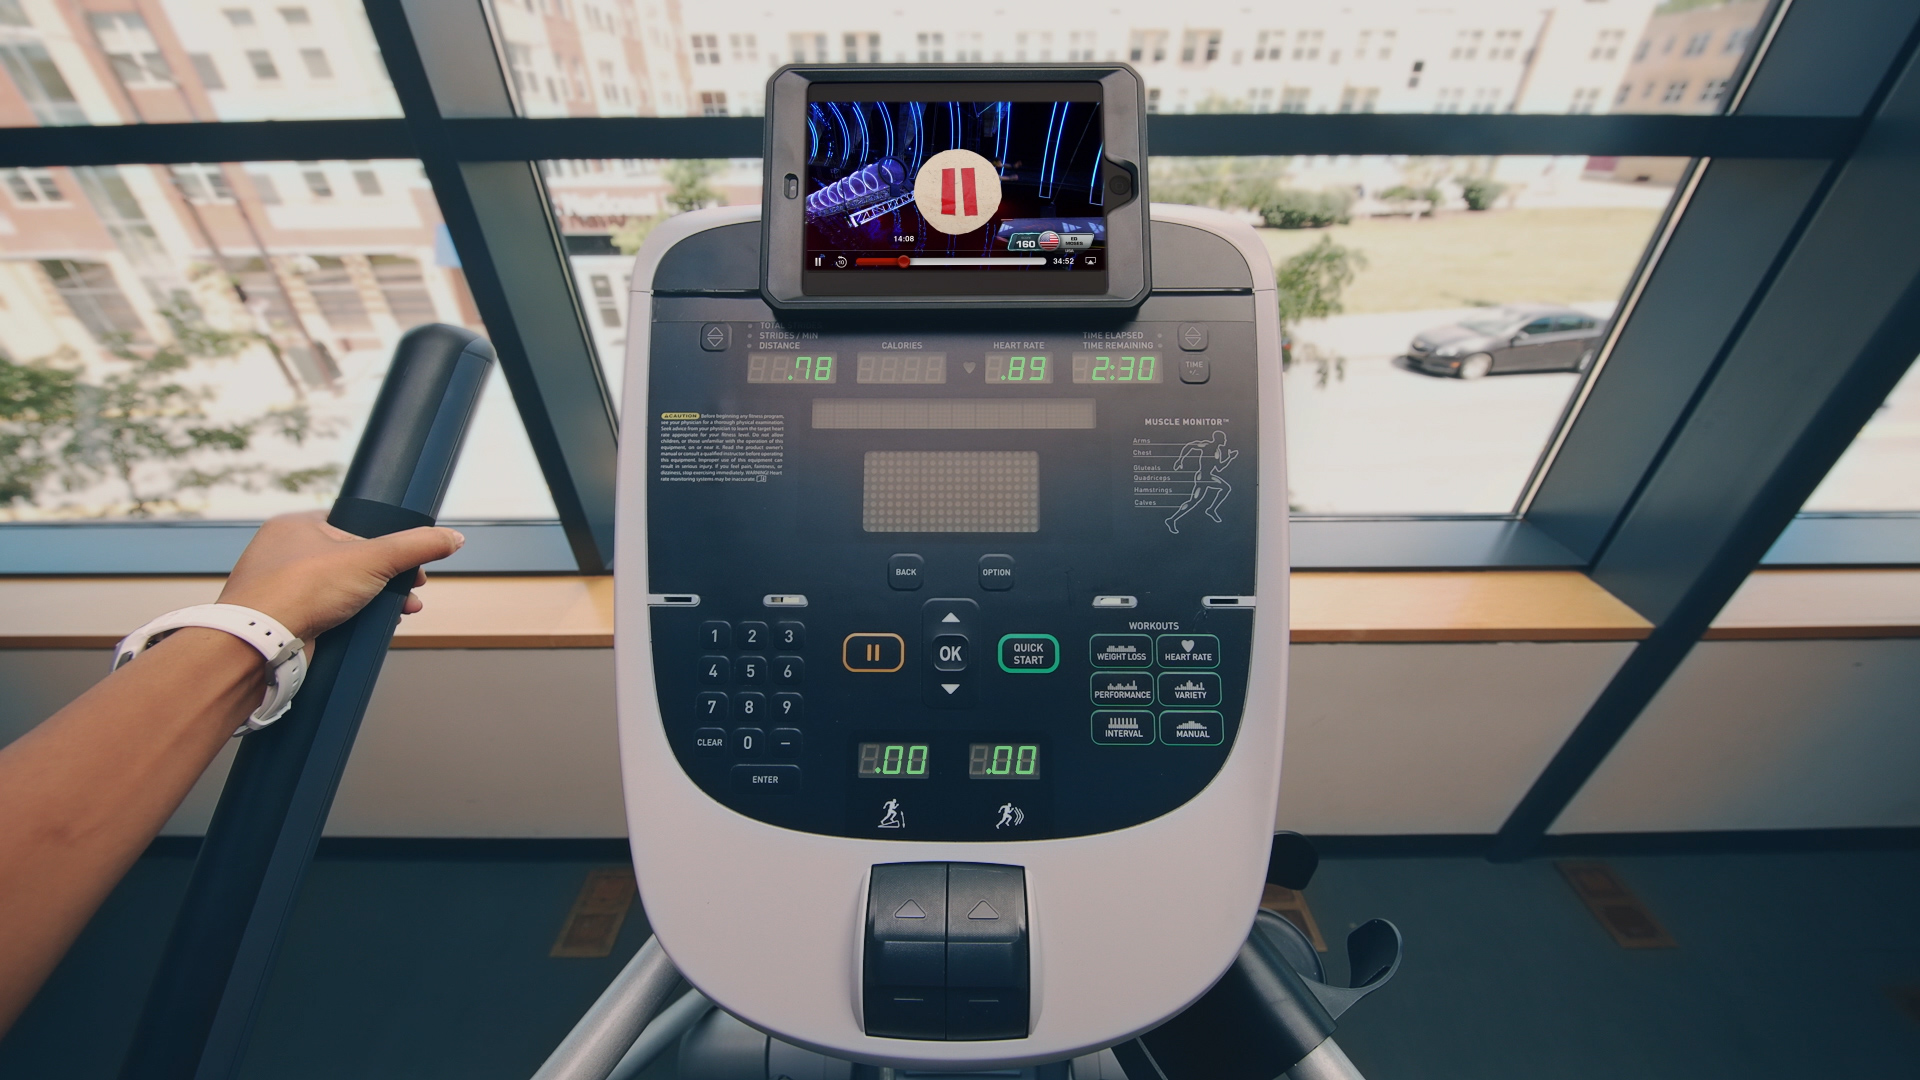 14:08
160
ED
MOSES
USA
10
34:52
TOTAL STRIDES
STRIDES / MIN
DISTANCE
CALORIES
HEART RATE
TIME ELAPSED
TIME REMAINING
.78
.89
2:30
TIME
+/-
⚠CAUTION Before beginning any fitness program,
see your physician for a thorough physical examination.
Seek advice from your physician to learn the target heart
rate appropriate for your fitness level. Do not allow
children, or those unfamiliar with the operation of this
equipment, on or near it. Read the product owner's
manual or consult a qualified instructor before operating
this equipment. Improper use of this equipment can
result in serious injury. If you feel pain, faintness, or
dizziness, stop exercising immediately. WARNING! Heart
rate monitoring systems may be inaccurate.
MUSCLE MONITOR™
Arms
Chest
Gluteals
Quadriceps
Hamstrings
Calves
BACK
OPTION
1 2 3
4 5 6
7 8 9
CLEAR 0 –
ENTER
OK
QUICK
START
WORKOUTS
WEIGHT LOSS
HEART RATE
PERFORMANCE
VARIETY
INTERVAL
MANUAL
.00
.00